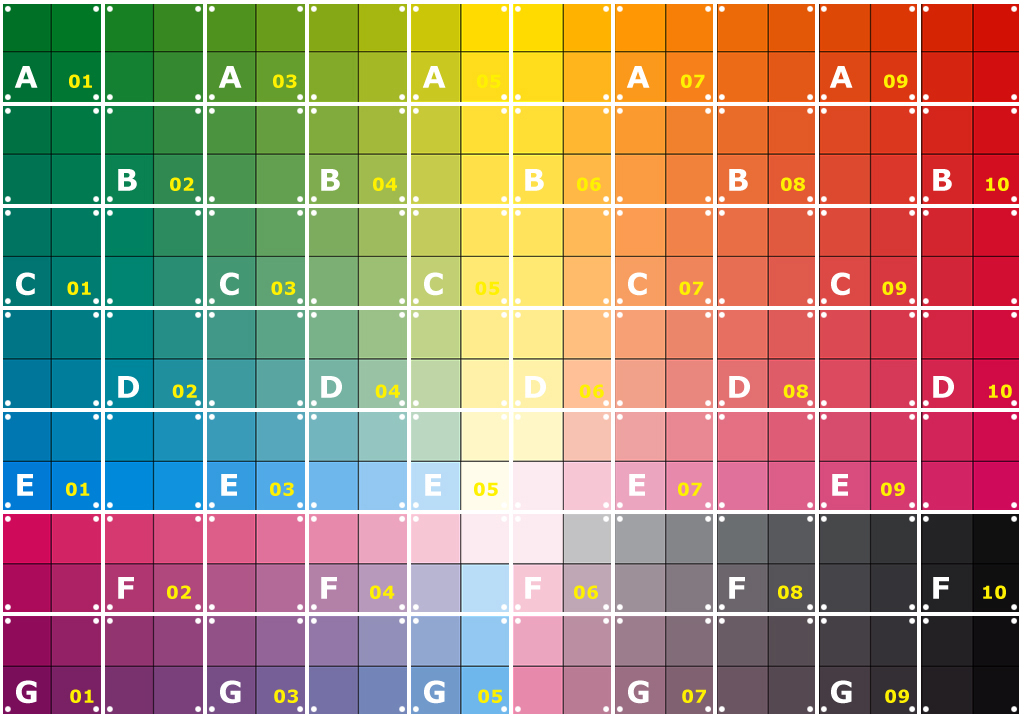 A 01 A 03 A 05 A 07 A 09
B 02 B 04 B 06 B 08 B 10
C 01 C 03 C 05 C 07 C 09
D 02 D 04 D 06 D 08 D 10
E 01 E 03 E 05 E 07 E 09
F 02 F 04 F 06 F 08 F 10
G 01 G 03 G 05 G 07 G 09